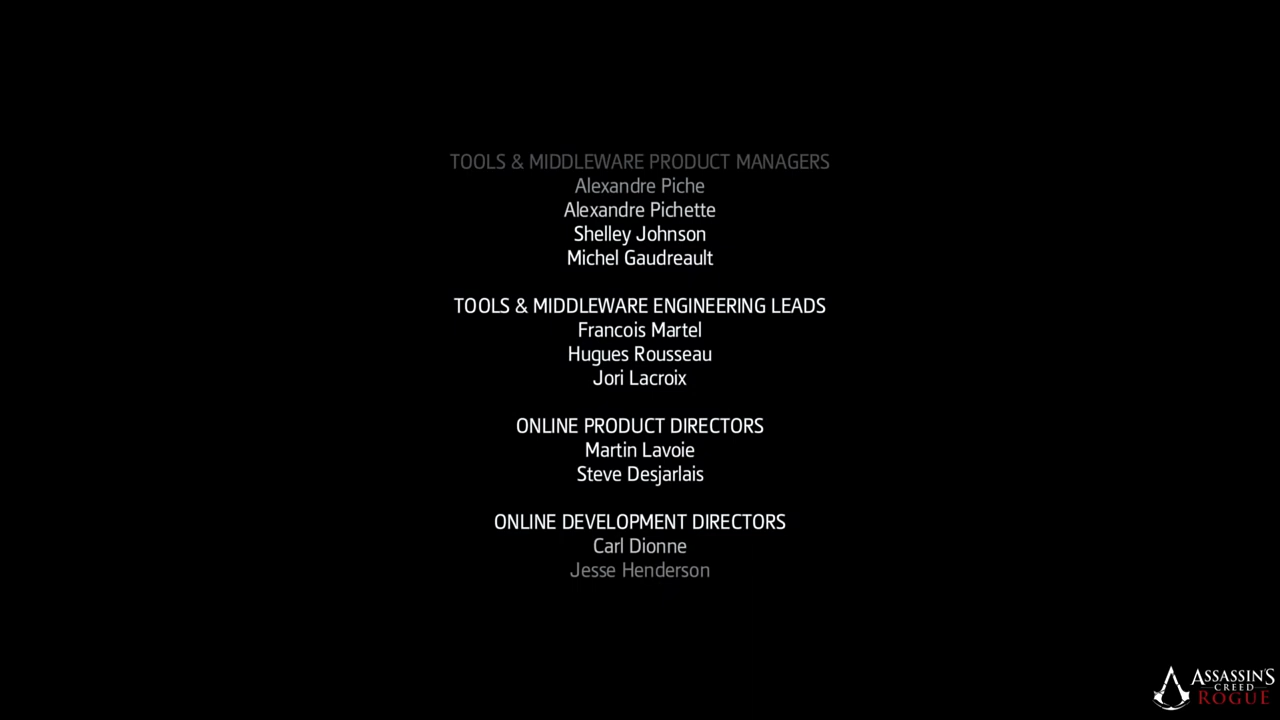 TOOLS & MIDDLEWARE PRODUCT MANAGERS
Alexandre Piche
Alexandre Pichette
Shelley Johnson
Michel Gaudreault
TOOLS & MIDDLEWARE ENGINEERING LEADS
Francois Martel
Hugues Rousseau
Jori Lacroix
ONLINE PRODUCT DIRECTORS
Martin Lavoie
Steve Desjarlais
ONLINE DEVELOPMENT DIRECTORS
Carl Dionne
Jesse Henderson
ASSASSIN'S
CREED
ROGUE